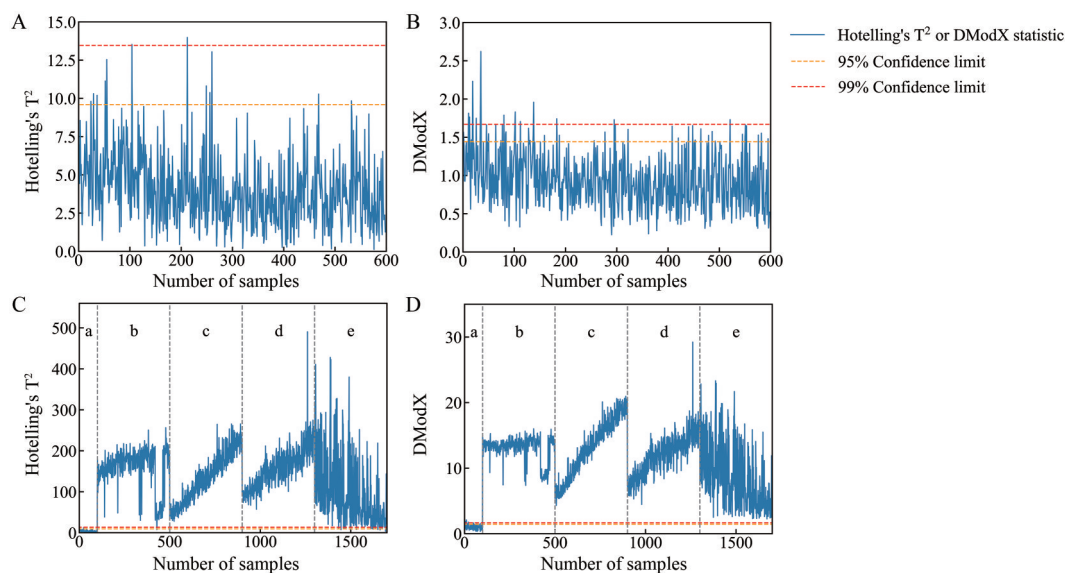 A
15.0
12.5
10.0
7.5
5.0
2.5
0.0
Hotelling's T²
0 100 200 300 400 500 600
Number of samples
B
3.0
2.5
2.0
1.5
1.0
0.5
0.0
DModX
0 100 200 300 400 500 600
Number of samples
Hotelling's T² or DModX statistic
95% Confidence limit
99% Confidence limit
C
500
400
300
200
100
0
Hotelling's T²
a b c d e
0 500 1000 1500
Number of samples
D
30
20
10
0
DModX
a b c d e
0 500 1000 1500
Number of samples